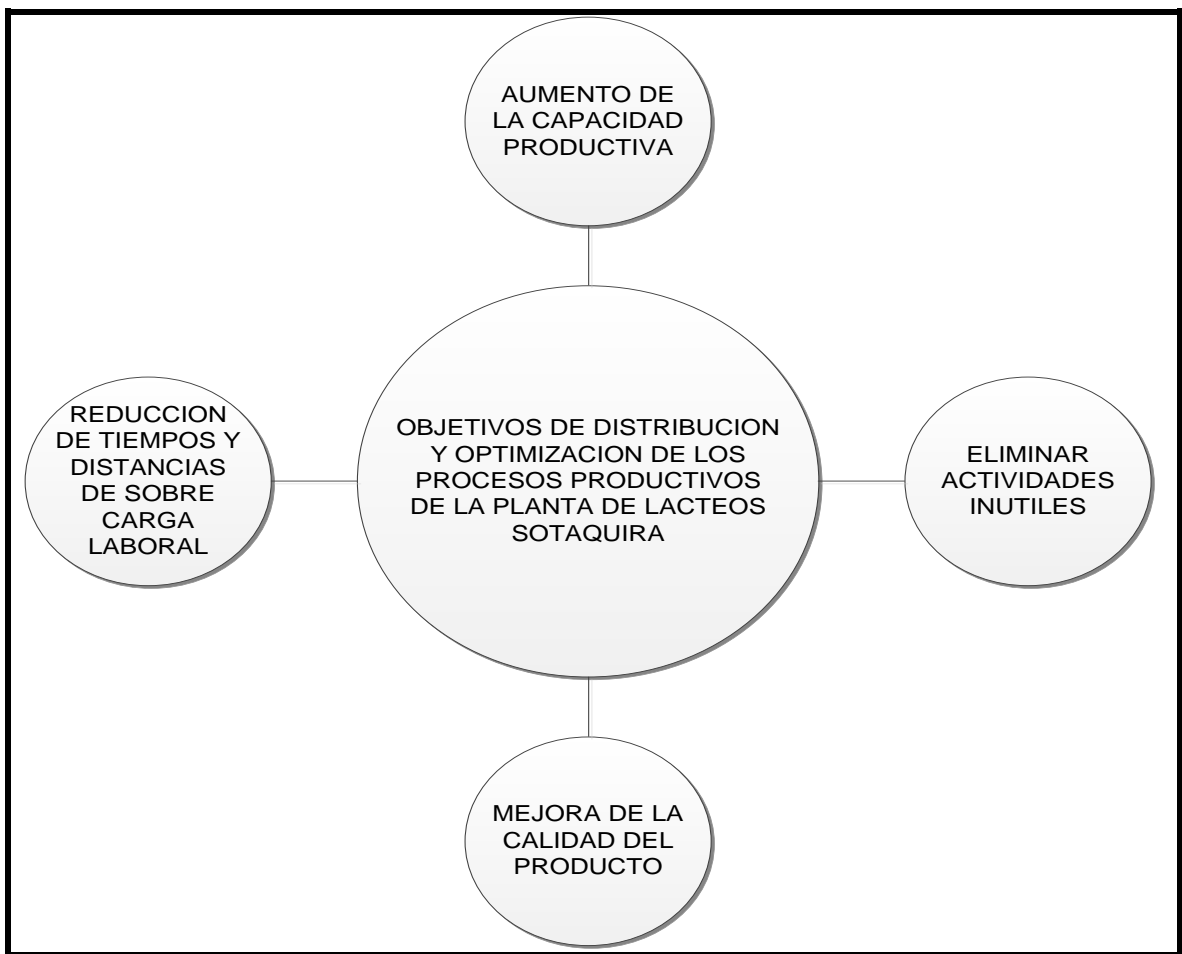 AUMENTO DE
LA CAPACIDAD
PRODUCTIVA
REDUCCION
DE TIEMPOS Y
DISTANCIAS
DE SOBRE
CARGA
LABORAL
OBJETIVOS DE DISTRIBUCION
Y OPTIMIZACION DE LOS
PROCESOS PRODUCTIVOS
DE LA PLANTA DE LACTEOS
SOTAQUIRA
ELIMINAR
ACTIVIDADES
INUTILES
MEJORA DE LA
CALIDAD DEL
PRODUCTO